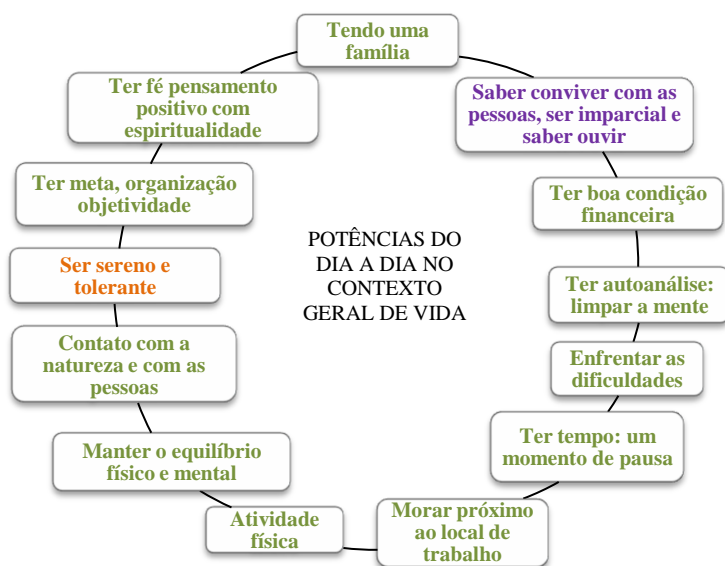 Tendo uma
família
Saber conviver com as
pessoas, ser imparcial e
saber ouvir
Ter boa condição
financeira
Ter autoanálise:
limpar a mente
Enfrentar as
dificuldades
Ter tempo: um
momento de pausa
Morar próximo
ao local de
trabalho
Atividade
física
Manter o equilíbrio
físico e mental
Contato com a
natureza e com as
pessoas
Ser sereno e
tolerante
Ter meta, organização
objetividade
Ter fé pensamento
positivo com
espiritualidade
POTÊNCIAS DO
DIA A DIA NO
CONTEXTO
GERAL DE VIDA